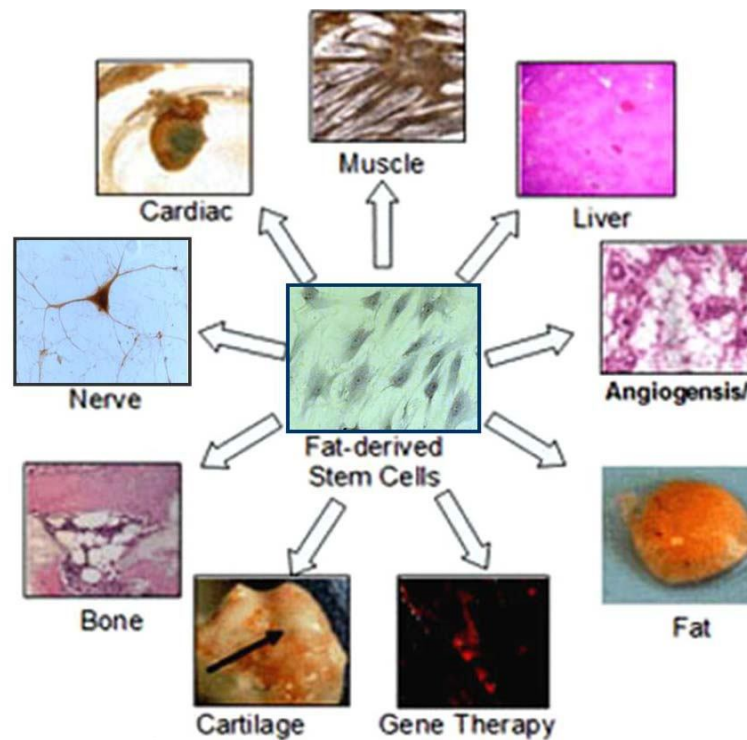 Muscle
Cardiac
Liver
Nerve
Angiogensis/
Fat-derived
Stem Cells
Bone
Fat
Cartilage
Gene Therapy